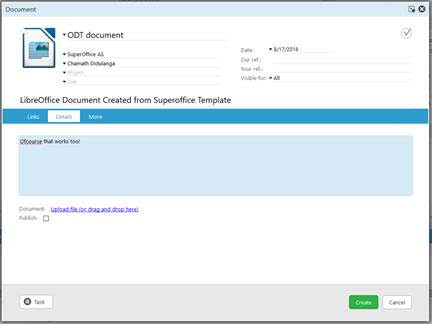 Document
ODT document
SuperOffice AS
Chamath Didulanga
Project
Sale
Date: 8/17/2018
Our ref.:
Your ref.:
Visible for: All
LibreOffice Document Created from Superoffice Template
Links Details More
Ofcourse that works too!
Document: Upload file (or drag and drop here)
Publish:
Task Create Cancel